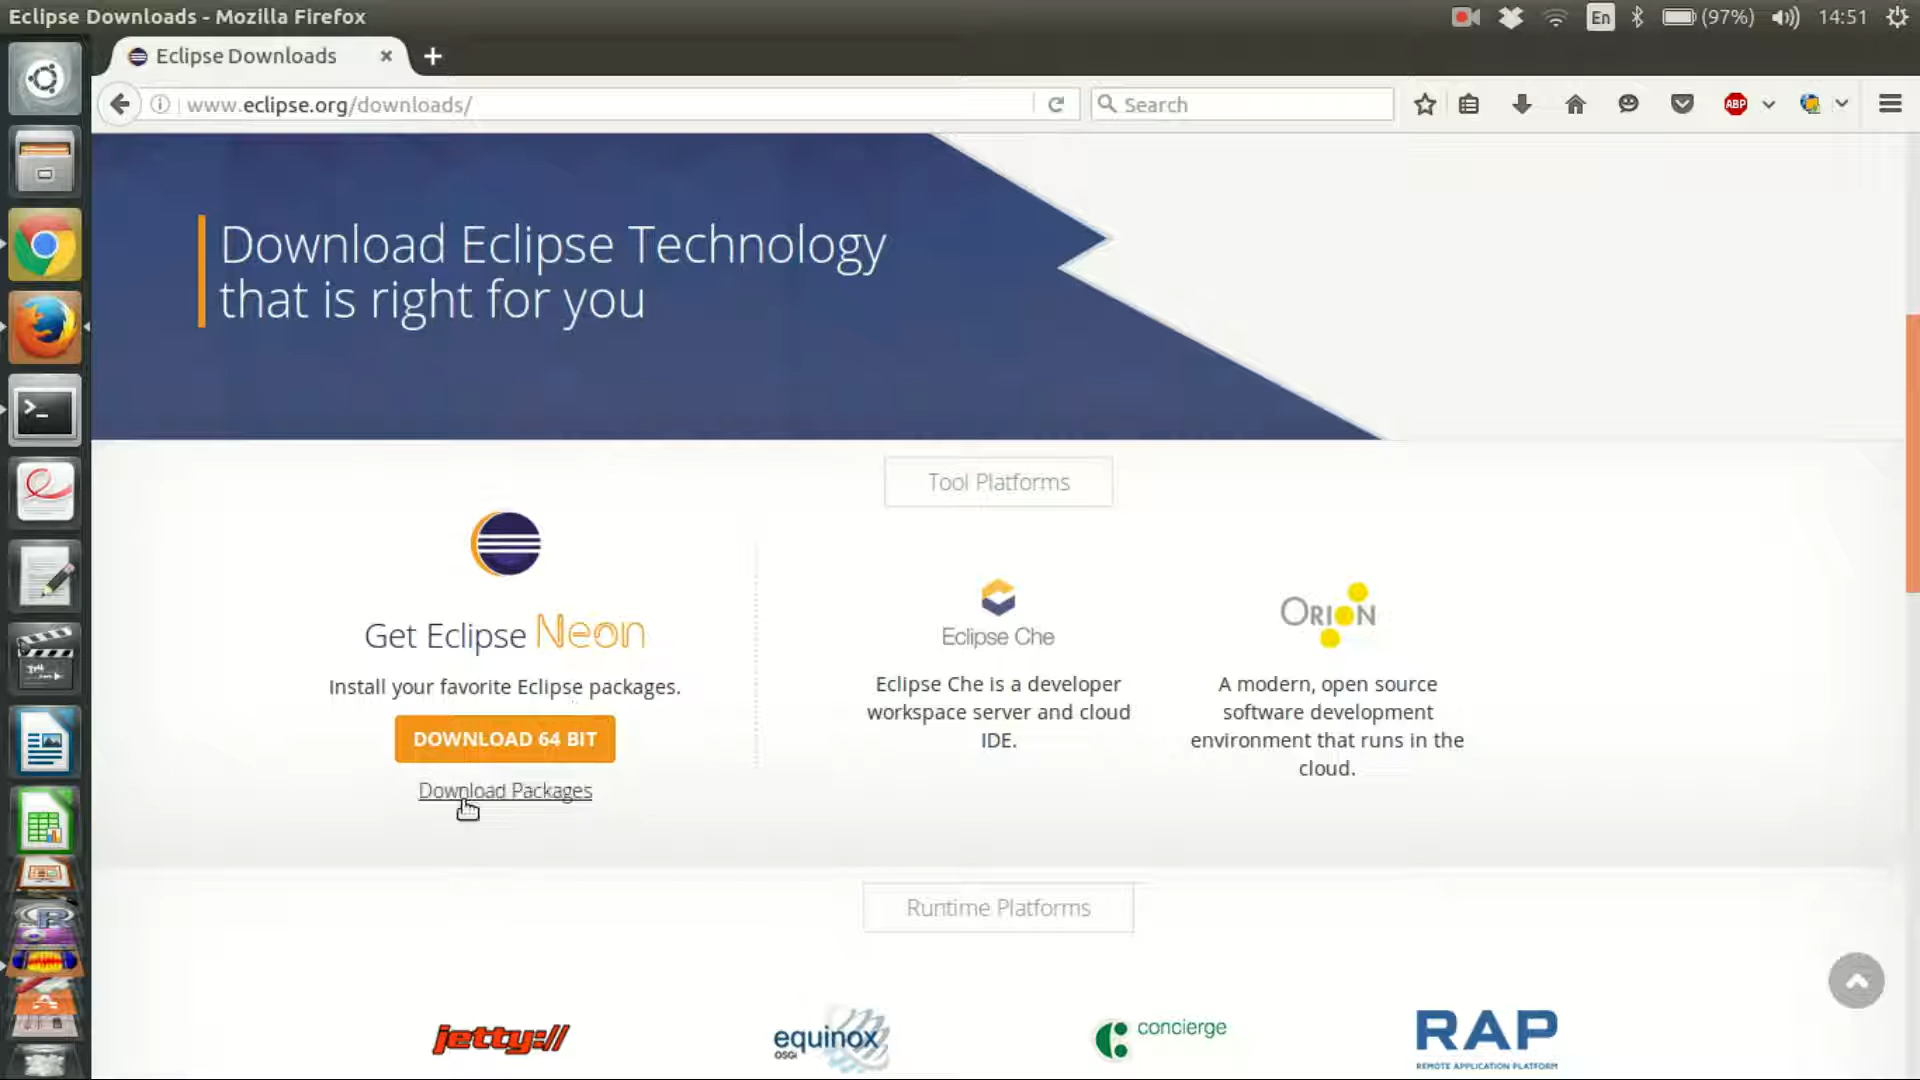 Eclipse Downloads - Mozilla Firefox
En
(97%)
14:51
Eclipse Downloads
www.eclipse.org/downloads/
Search
ABP
Download Eclipse Technology
that is right for you
Tool Platforms
Get Eclipse Neon
Install your favorite Eclipse packages.
DOWNLOAD 64 BIT
Download Packages
Eclipse Che
Eclipse Che is a developer
workspace server and cloud
IDE.
ORION
A modern, open source
software development
environment that runs in the
cloud.
Runtime Platforms
jetty://
equinox
OSGi
concierge
RAP
REMOTE APPLICATION PLATFORM